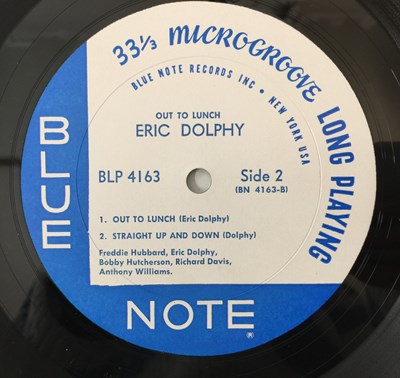 33⅓ MICROGROOVE LONG PLAYING
BLUE NOTE RECORDS INC • NEW YORK USA
OUT TO LUNCH
ERIC DOLPHY
BLP 4163
Side 2
(BN 4163-B)
1. OUT TO LUNCH (Eric Dolphy)
2. STRAIGHT UP AND DOWN (Dolphy)
Freddie Hubbard, Eric Dolphy,
Bobby Hutcherson, Richard Davis,
Anthony Williams.
BLUE
NOTE ®